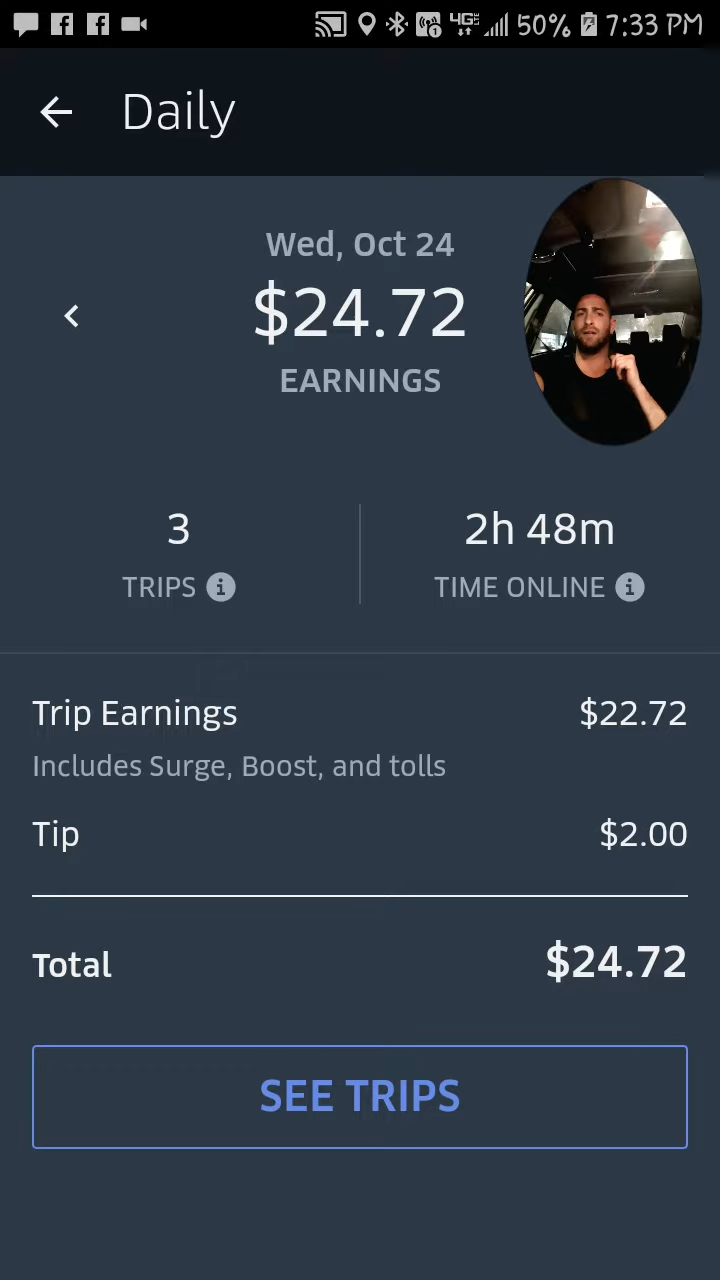 50% 7:33 PM
Daily
Wed, Oct 24
$24.72
EARNINGS
3
2h 48m
TRIPS
TIME ONLINE
Trip Earnings $22.72
Includes Surge, Boost, and tolls
Tip $2.00
Total $24.72
SEE TRIPS